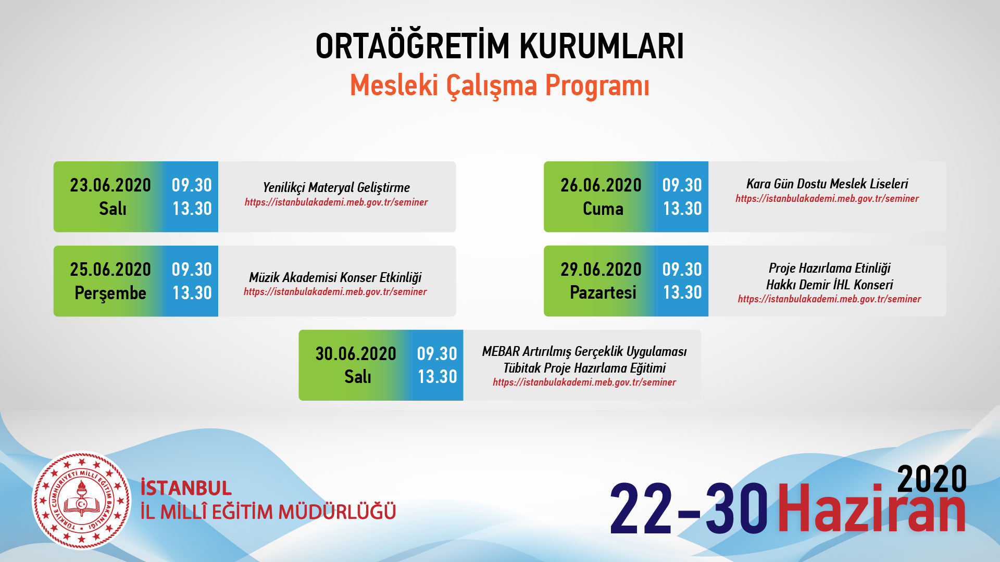 ORTAÖĞRETİM KURUMLARI
Mesleki Çalışma Programı
23.06.2020
Salı
09.30
13.30
Yenilikçi Materyal Geliştirme
https://istanbulakademi.meb.gov.tr/seminer
26.06.2020
Cuma
09.30
13.30
Kara Gün Dostu Meslek Liseleri
https://istanbulakademi.meb.gov.tr/seminer
25.06.2020
Perşembe
09.30
13.30
Müzik Akademisi Konser Etkinliği
https://istanbulakademi.meb.gov.tr/seminer
29.06.2020
Pazartesi
09.30
13.30
Proje Hazırlama Etinliği
Hakkı Demir İHL Konseri
https://istanbulakademi.meb.gov.tr/seminer
30.06.2020
Salı
09.30
13.30
MEBAR Artırılmış Gerçeklik Uygulaması
Tübitak Proje Hazırlama Eğitimi
https://istanbulakademi.meb.gov.tr/seminer
TÜRKİYE CUMHURİYETİ MİLLÎ EĞİTİM BAKANLIĞI
İSTANBUL
İL MİLLÎ EĞİTİM MÜDÜRLÜĞÜ
2020
22-30 Haziran